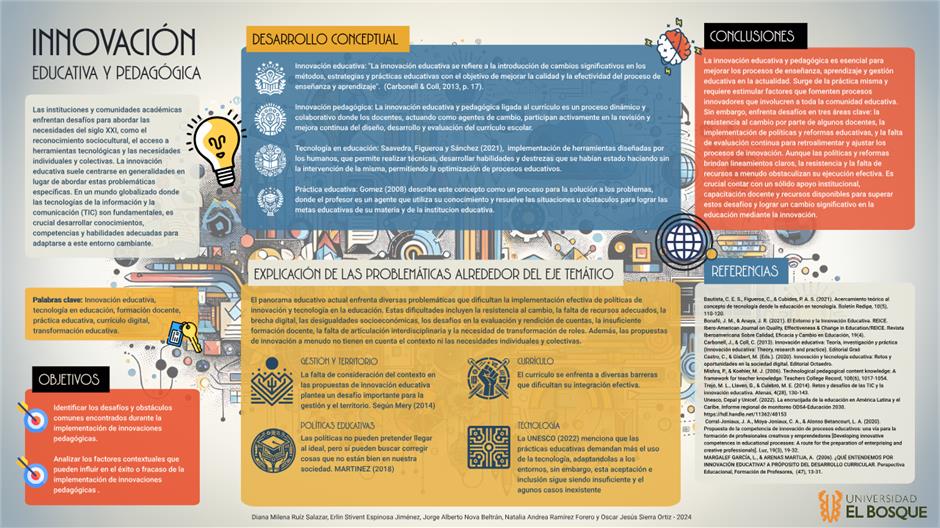 INNOVACIÓN
EDUCATIVA Y PEDAGÓGICA
Las instituciones y comunidades académicas
enfrentan desafíos para abordar las
necesidades del siglo XXI, como el
reconocimiento sociocultural, el acceso a
herramientas tecnológicas y las necesidades
individuales y colectivas. La innovación
educativa suele centrarse en generalidades en
lugar de abordar estas problemáticas
específicas. En un mundo globalizado donde
las tecnologías de la información y la
comunicación (TIC) son fundamentales, es
crucial desarrollar conocimientos,
competencias y habilidades adecuadas para
adaptarse a este entorno cambiante.
Palabras clave: Innovación educativa,
tecnología en educación, formación docente,
práctica educativa, currículo digital,
transformación educativa.
OBJETIVOS
Identificar los desafíos y obstáculos
comunes encontrados durante la
implementación de innovaciones
pedagógicas.
Analizar los factores contextuales que
pueden influir en el éxito o fracaso de la
implementación de innovaciones
pedagógicas .
DESARROLLO CONCEPTUAL
Innovación educativa: "La innovación educativa se refiere a la introducción de cambios significativos en los
métodos, estrategias y prácticas educativas con el objetivo de mejorar la calidad y la efectividad del proceso de
enseñanza y aprendizaje". (Carbonell & Coll, 2013, p. 17).
Innovación pedagógica: La innovación educativa y pedagógica ligada al currículo es un proceso dinámico y
colaborativo donde los docentes, actuando como agentes de cambio, participan activamente en la revisión y
mejora continua del diseño, desarrollo y evaluación del currículo escolar.
Tecnología en educación: Saavedra, Figueroa y Sánchez (2021), implementación de herramientas diseñadas por
los humanos, que permite realizar técnicas, desarrollar habilidades y destrezas que se habían estado haciendo sin
la intervención de la misma, permitiendo la optimización de procesos educativos.
Práctica educativa: Gomez (2008) describe este concepto como un proceso para la solución a los problemas,
donde el profesor es an agente que utiliza su conocimiento y resuelve las situaciones u obstaculos para lograr las
metas educativas de su materia y de la institucion educativa.
EXPLICACIÓN DE LAS PROBLEMÁTICAS ALREDEDOR DEL EJE TEMÁTICO
El panorama educativo actual enfrenta diversas problemáticas que dificultan la implementación efectiva de políticas de
innovación y tecnología en la educación. Estas dificultades incluyen la resistencia al cambio, la falta de recursos adecuados, la
brecha digital, las desigualdades socioeconómicas, los desafíos en la evaluación y rendición de cuentas, la insuficiente
formación docente, la falta de articulación interdisciplinaria y la necesidad de transformación de roles. Además, las propuestas
de innovación a menudo no tienen en cuenta el contexto ni las necesidades individuales y colectivas.
GESTIÓN Y TERRITORIO
La falta de consideración del contexto en
las propuestas de innovación educativa
plantea un desafío importante para la
gestión y el territorio. Según Mery (2014)
POLÍTICAS EDUCATIVAS
Las políticas no pueden pretender llegar
al ideal, pero si pueden buscar corregir
cosas que no están bien en nuestra
sociedad. MARTINEZ (2018)
CURRÍCULO
El currículo se enfrenta a diversas barreras
que dificultan su integración efectiva.
TECNOLOGÍA
La UNESCO (2022) menciona que las
prácticas educativas demandan más el uso
de la tecnología, adaptandolas a los
entornos, sin embargo, esta aceptación e
inclusión sigue siendo insuficiente y el
agunos casos inexistente
CONCLUSIONES
La innovación educativa y pedagógica es esencial para
mejorar los procesos de enseñanza, aprendizaje y gestión
educativa en la actualidad. Surge de la práctica misma y
requiere estimular factores que fomenten procesos
innovadores que involucren a toda la comunidad educativa.
Sin embargo, enfrenta desafíos en tres áreas clave: la
resistencia al cambio por parte de algunos docentes, la
implementación de políticas y reformas educativas, y la falta
de evaluación continua para retroalimentar y ajustar los
procesos de innovación. Aunque las políticas y reformas
brindan lineamientos claros, la resistencia y la falta de
recursos a menudo obstaculizan su ejecución efectiva. Es
crucial contar con un sólido apoyo institucional,
capacitación docente y recursos disponibles para superar
estos desafíos y lograr un cambio significativo en la
educación mediante la innovación.
REFERENCIAS
Bautista, C. E. S., Figueroa, C., & Cubides, P. A. S. (2021). Acercamiento teórico al
concepto de tecnología desde la educación en tecnología. Boletín Redipe, 10(5),
110-120.
Bonafú, J. M., & Anaya, J. R. (2021). El Entorno y la Innovación Educativa. REICE.
Ibero-American Journal on Quality, Effectiveness & Change in Education/REICE. Revista
Iberoamericana Sobre Calidad, Eficacia y Cambio en Educación, 19(4).
Carbonell, J., & Coll, C. (2013). Innovación educativa: Teoría, investigación y práctica
(Innovación educativa: Theory, research and practice). Editorial Graó
Castro, C., & Gisbert, M. (Eds.). (2020). Innovación y tecnología educativa: Retos y
oportunidades en la sociedad digital. Editorial Octaedro.
Mishra, P., & Koehler, M. J. (2006). Technological pedagogical content knowledge: A
framework for teacher knowledge. Teachers College Record, 108(6), 1017-1054.
Trejo, M. L., Llaven, G., & Culebro, M. E. (2014). Retos y desafíos de las TIC y la
innovación educativa. Atenas, 4(28), 130-143.
Unesco, Cepal y Unicef. (2022). La encrucijada de la educación en América Latina y el
Caribe. Informe regional de monitoreo ODS4-Educación 2030.
https://hdl.handle.net/11362/48153
Corral-Joniaux, J. A., Moya-Joniaux, C. A., & Alonso Betancourt, L. A. (2020).
Propuesta de la competencia de innovación de procesos educativos: una vía para la
formación de profesionales creativos y emprendedores [Developing innovative
competences in educational processes: A route for the preparation of enterprising and
creative professionals]. Luz, 19(3), 19-32.
MARGALEF GARCÍA, L., & ARENAS MARTIJA, A. (2006). ¿QUÉ ENTENDEMOS POR
INNOVACIÓN EDUCATIVA? A PRÓPOSITO DEL DESARROLLO CURRICULAR. Perspectiva
Educacional, Formación de Profesores, (47), 13-31.
Diana Milena Ruiz Salazar, Erlin Stivent Espinosa Jiménez, Jorge Alberto Nova Beltrán, Natalia Andrea Ramírez Forero y Oscar Jesús Sierra Ortiz - 2024
UNIVERSIDAD
EL BOSQUE